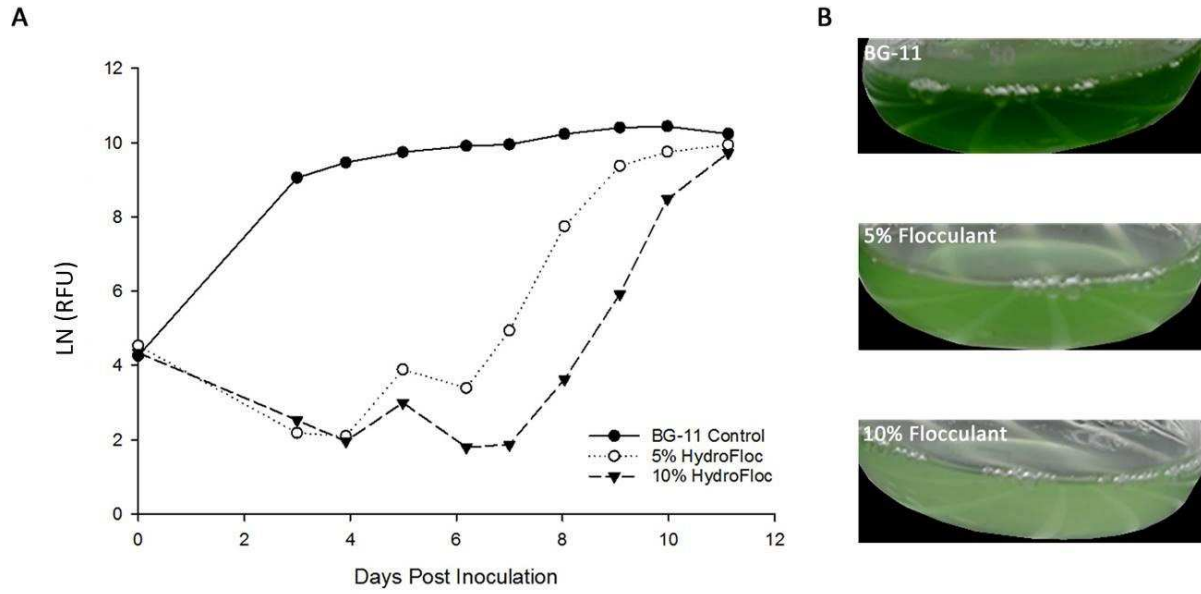 A
12
10
8
6
4
2
0
LN (RFU)
BG-11 Control
5% HydroFloc
10% HydroFloc
0 2 4 6 8 10 12
Days Post Inoculation
B
BG-11
50
5% Flocculant
10% Flocculant